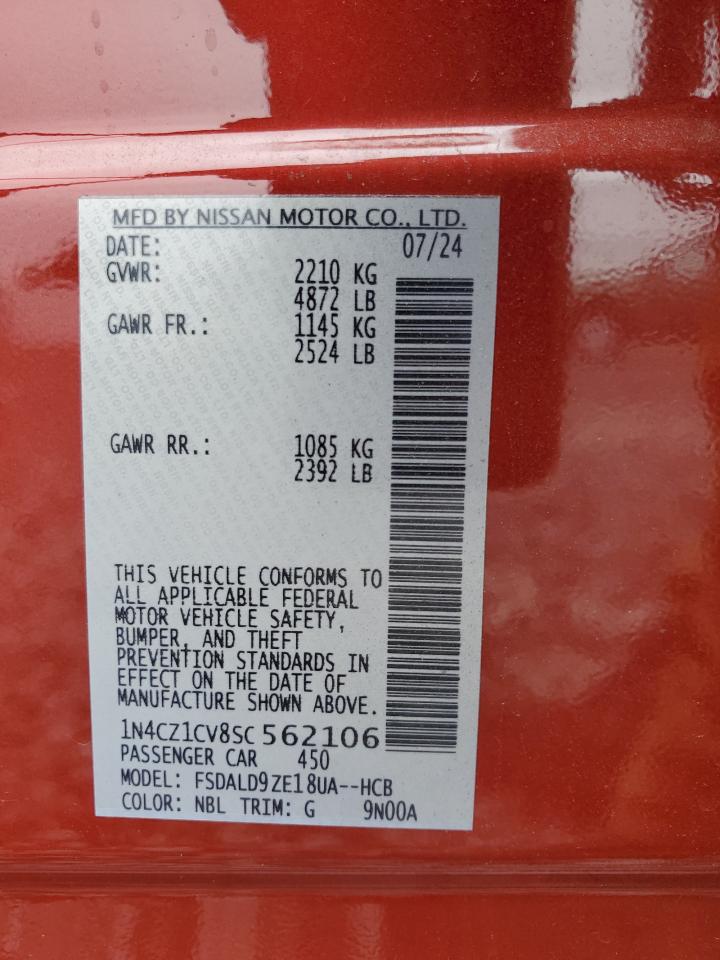 MFD BY NISSAN MOTOR CO., LTD.
DATE: 07/24
GVWR: 2210 KG
4872 LB
GAWR FR.: 1145 KG
2524 LB
GAWR RR.: 1085 KG
2392 LB
THIS VEHICLE CONFORMS TO
ALL APPLICABLE FEDERAL
MOTOR VEHICLE SAFETY,
BUMPER, AND THEFT
PREVENTION STANDARDS IN
EFFECT ON THE DATE OF
MANUFACTURE SHOWN ABOVE.
1N4CZ1CV8SC562106
PASSENGER CAR 450
MODEL: FSDALD9ZE18UA--HCB
COLOR: NBL TRIM: G 9N00A